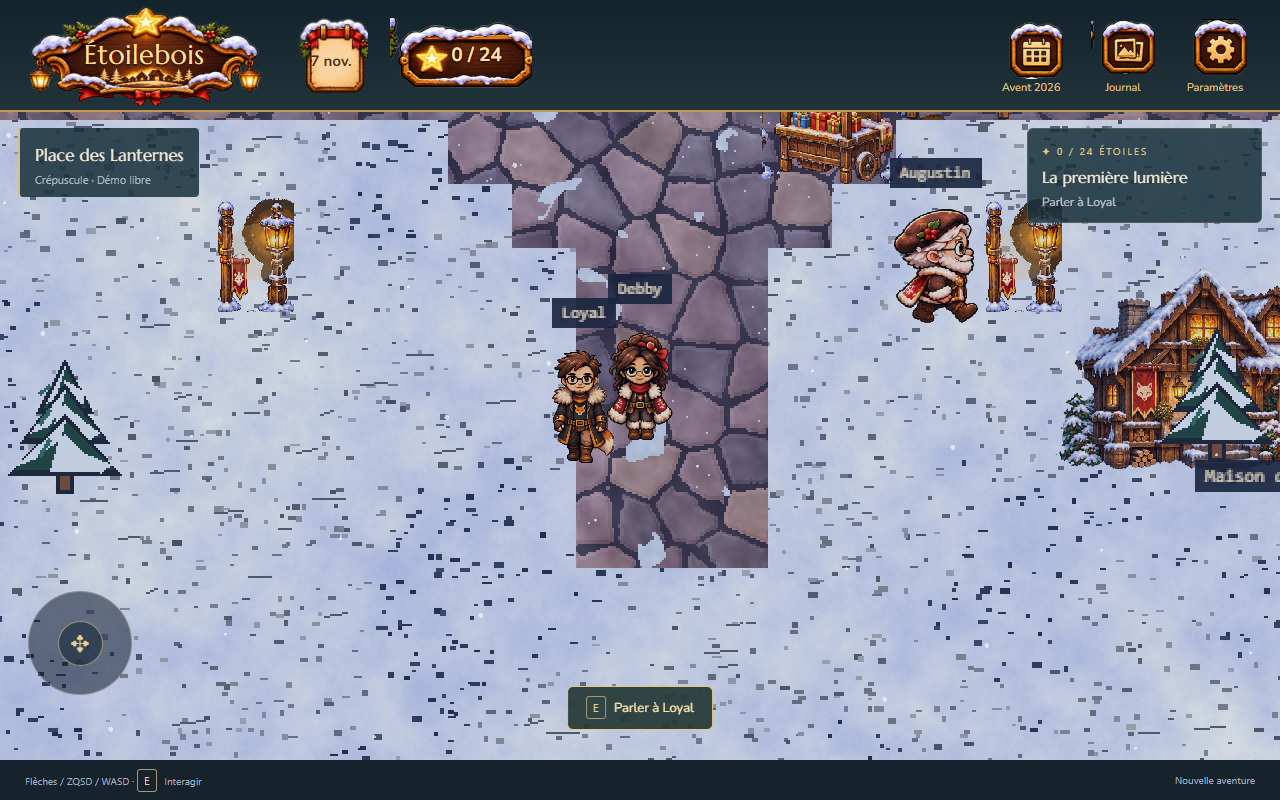 Étoilebois
7 nov.
0 / 24
Avent 2026
Journal
Paramètres
Place des Lanternes
Crépuscule · Démo libre
✦ 0 / 24 ÉTOILES
La première lumière
Parler à Loyal
Augustin
Debby
Loyal
Maison
E Parler à Loyal
Flèches / ZQSD / WASD · E Interagir
Nouvelle aventure